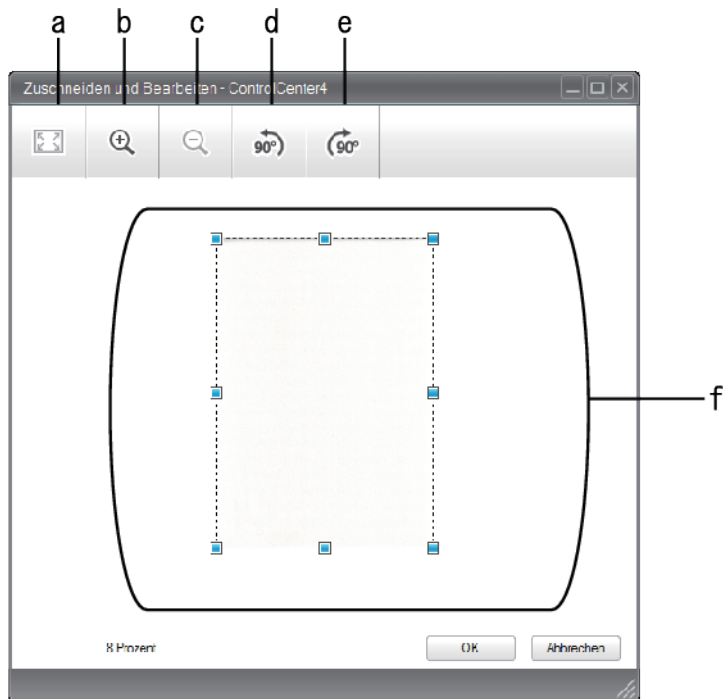 a b c d e
Zuschneiden und Bearbeiten - ControlCenter4
90° 90°
f
8 Prozent OK Abbrechen